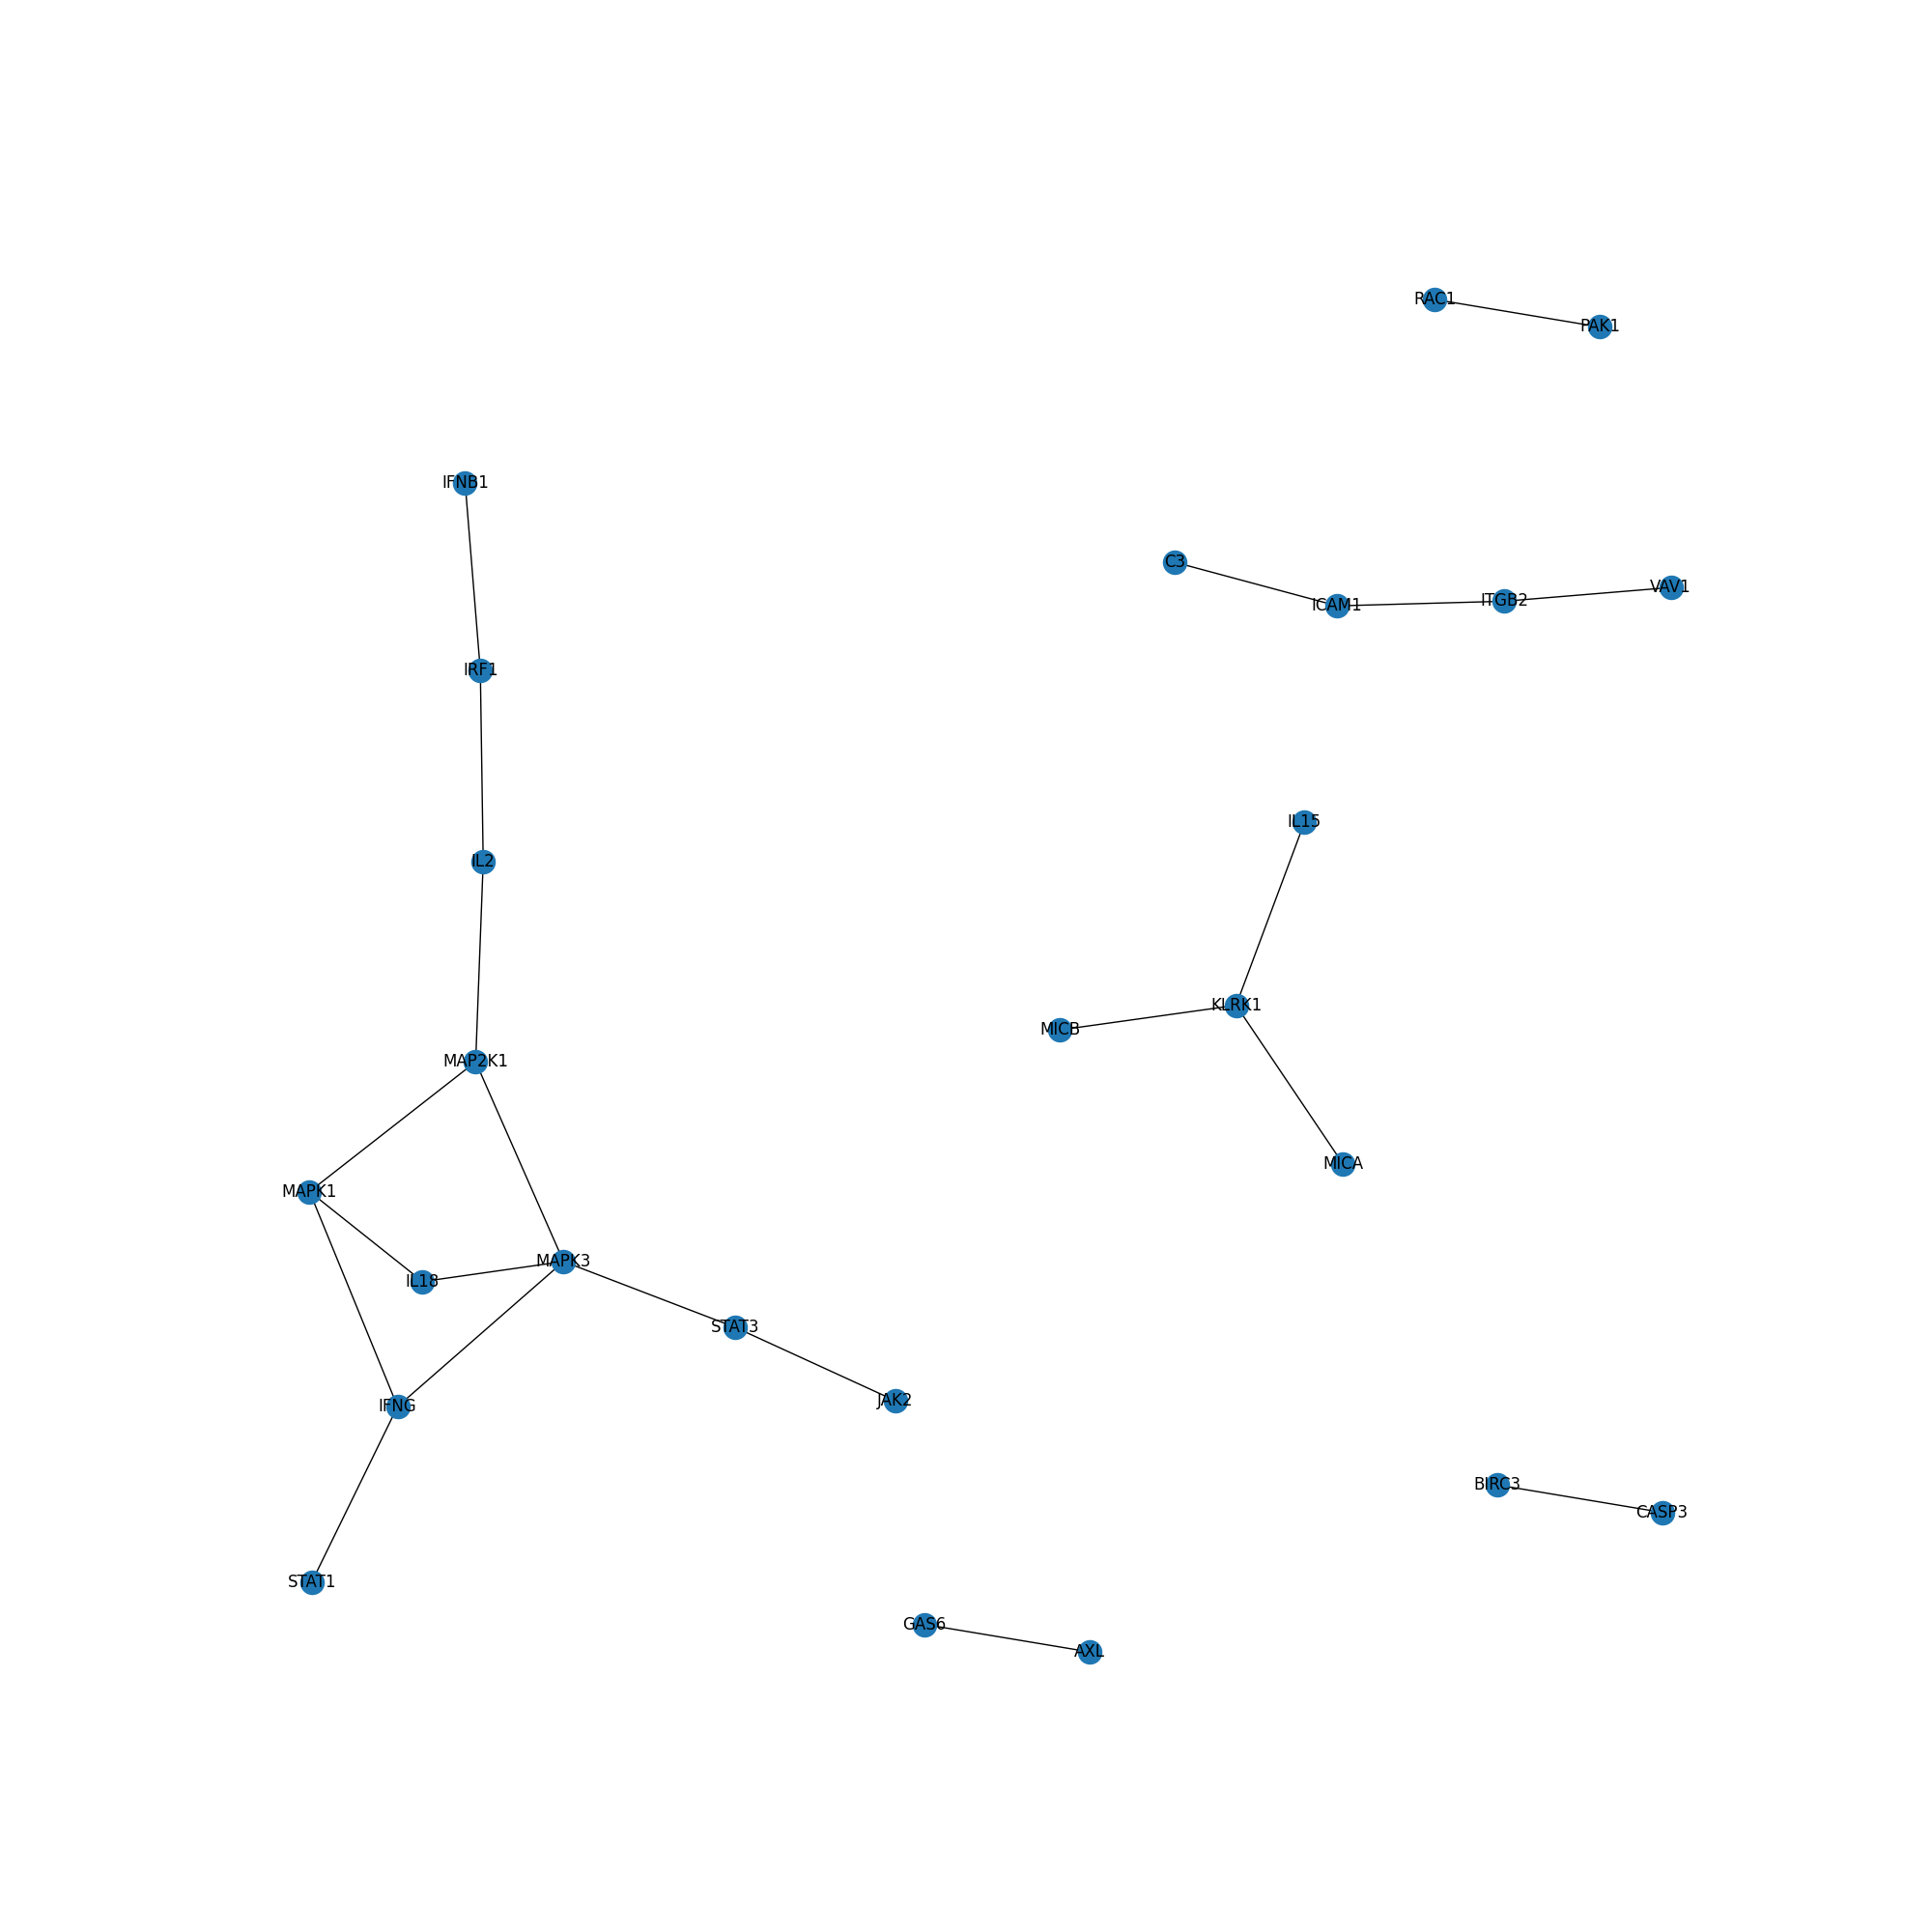 RAC1
PAK1
IFNB1
C3
VAV1
ITGB2
ICAM1
IRF1
IL15
IL2
KLRK1
MICB
MAP2K1
MICA
MAPK1
MAPK3
IL18
STAT3
JAK2
IFNG
BIRC3
CASP3
STAT1
GAS6
AXL